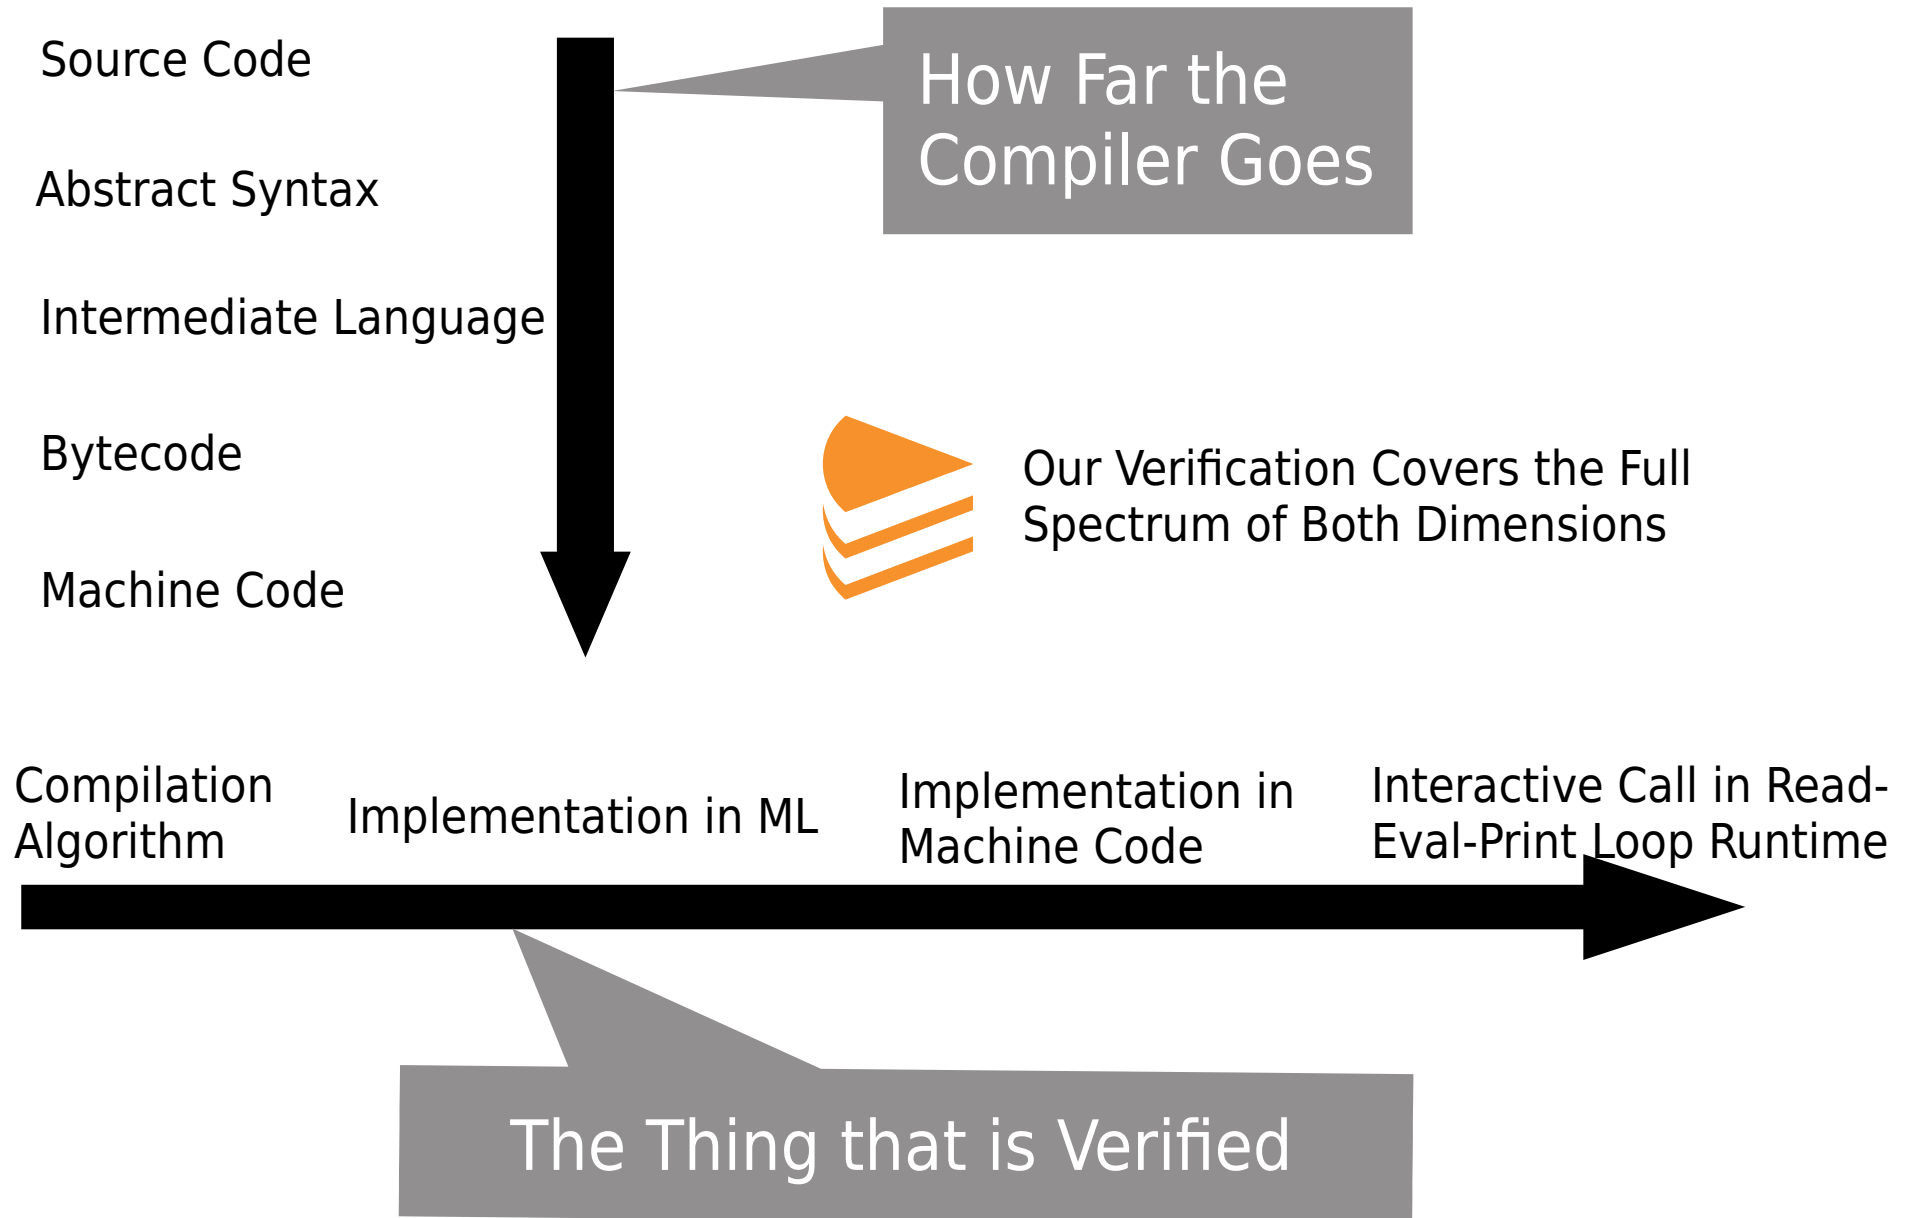 Source Code
How Far the
Compiler Goes
Abstract Syntax
Intermediate Language
Bytecode
Our Verification Covers the Full
Spectrum of Both Dimensions
Machine Code
Compilation
Algorithm
Implementation in ML
Implementation in
Machine Code
Interactive Call in Read-
Eval-Print Loop Runtime
The Thing that is Verified